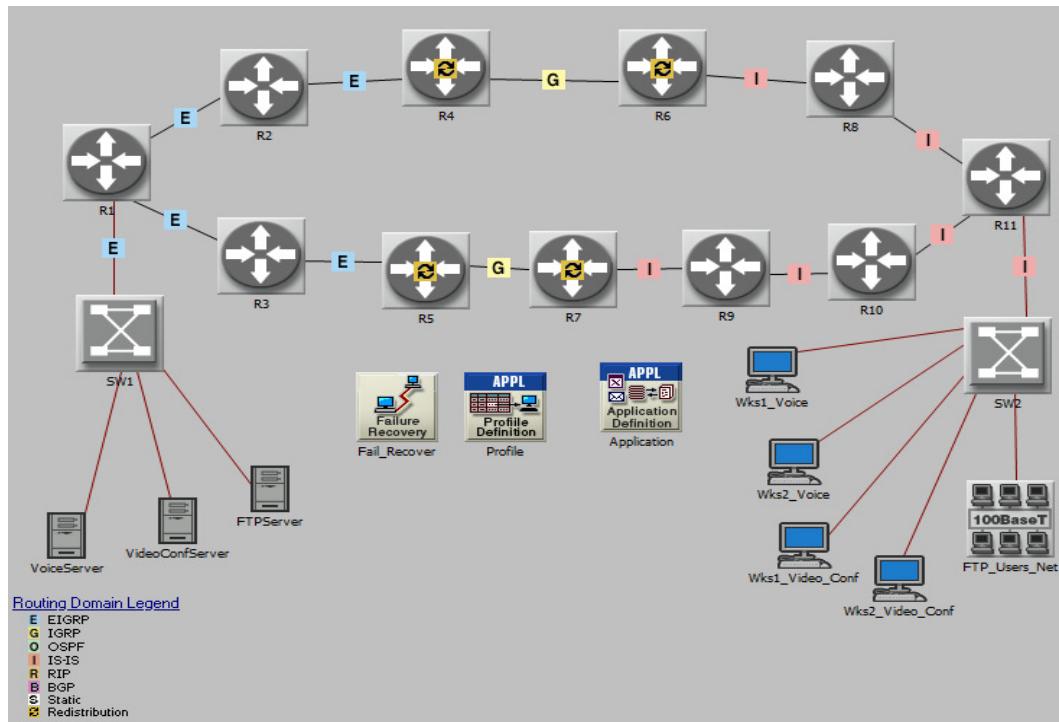 E
E
G
I
R2
R4
R6
R8
E
I
R1
R11
E
E
E
G
I
I
I
I
R3
R5
R7
R9
R10
SW1
SW2
Failure
Recovery
Fail_Recover
APPL
Profile
Definition
Profile
APPL
Application
Definition
Application
Wks1_Voice
Wks2_Voice
Wks1_Video_Conf
Wks2_Video_Conf
100BaseT
FTP_Users_Net
FTPServer
VideoConfServer
VoiceServer
Routing Domain Legend
E EIGRP
G IGRP
O OSPF
I IS-IS
R RIP
B BGP
S Static
Redistribution